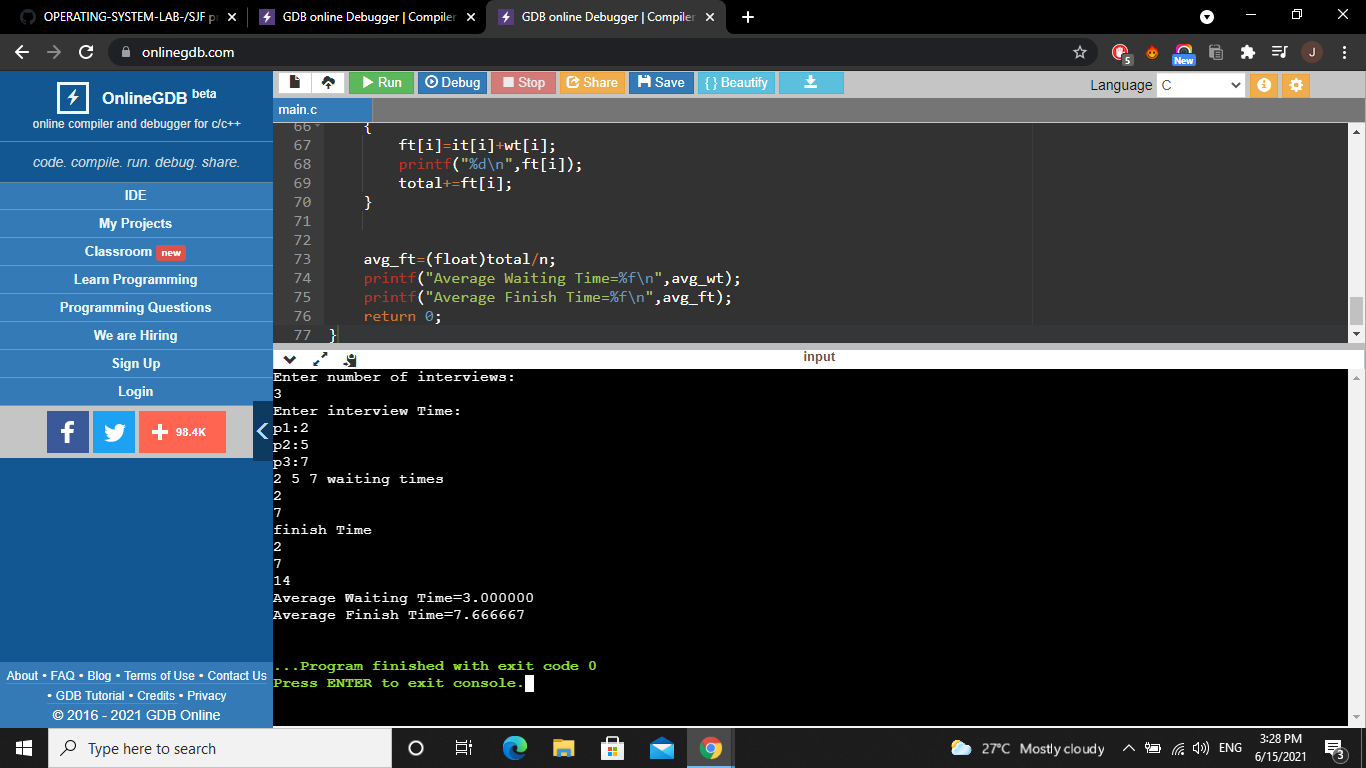 OPERATING-SYSTEM-LAB-/SJF pr
GDB online Debugger | Compiler
GDB online Debugger | Compiler
onlinegdb.com
5
New
J
OnlineGDB beta
online compiler and debugger for c/c++
code. compile. run. debug. share.
IDE
My Projects
Classroom new
Learn Programming
Programming Questions
We are Hiring
Sign Up
Login
f
+ 98.4K
About • FAQ • Blog • Terms of Use • Contact Us
• GDB Tutorial • Credits • Privacy
© 2016 - 2021 GDB Online
Run Debug Stop Share Save { } Beautify
Language C
main.c
66 {
67 ft[i]=it[i]+wt[i];
68 printf("%d\n",ft[i]);
69 total+=ft[i];
70 }
71
72
73 avg_ft=(float)total/n;
74 printf("Average Waiting Time=%f\n",avg_wt);
75 printf("Average Finish Time=%f\n",avg_ft);
76 return 0;
77 }
input
Enter number of interviews:
3
Enter interview Time:
p1:2
p2:5
p3:7
2 5 7 waiting times
2
7
finish Time
2
7
14
Average Waiting Time=3.000000
Average Finish Time=7.666667
...Program finished with exit code 0
Press ENTER to exit console.
Type here to search
27°C Mostly cloudy
ENG
3:28 PM
6/15/2021
3